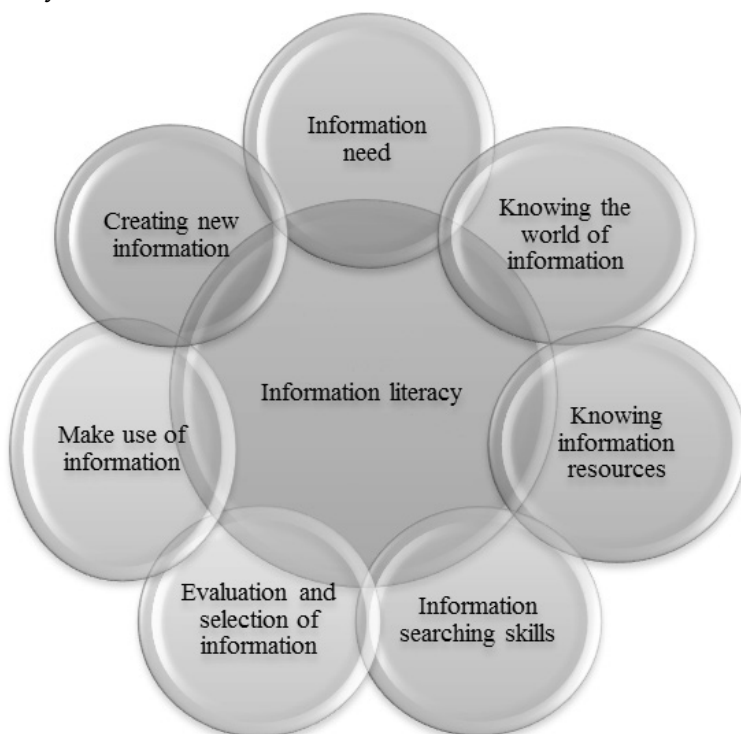 Information
need
Knowing the
world of
information
Knowing
information
resources
Information
searching skills
Evaluation and
selection of
information
Make use of
information
Creating new
information
Information literacy